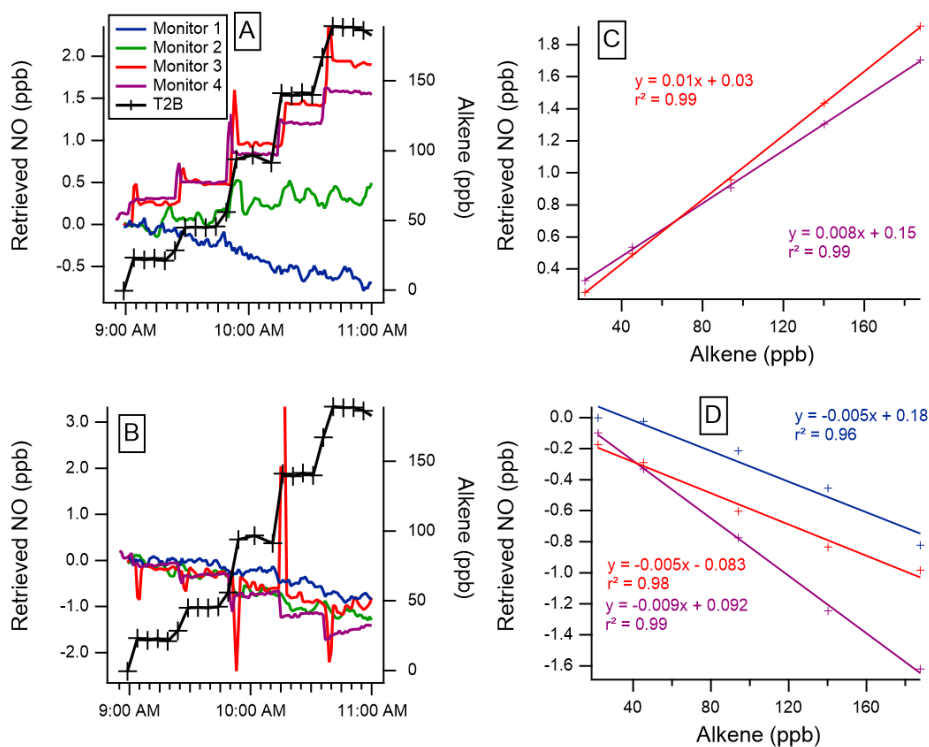 A
Monitor 1
Monitor 2
Monitor 3
Monitor 4
T2B
Retrieved NO (ppb)
2.0
1.5
1.0
0.5
0.0
-0.5
Alkene (ppb)
150
100
50
0
9:00 AM
10:00 AM
11:00 AM
C
Retrieved NO (ppb)
1.8
1.6
1.4
1.2
1.0
0.8
0.6
0.4
y = 0.01x + 0.03
r² = 0.99
y = 0.008x + 0.15
r² = 0.99
40
80
120
160
Alkene (ppb)
B
Retrieved NO (ppb)
3.0
2.0
1.0
0.0
-1.0
-2.0
Alkene (ppb)
150
100
50
0
9:00 AM
10:00 AM
11:00 AM
D
Retrieved NO (ppb)
0.0
-0.2
-0.4
-0.6
-0.8
-1.0
-1.2
-1.4
-1.6
y = -0.005x + 0.18
r² = 0.96
y = -0.005x - 0.083
r² = 0.98
y = -0.009x + 0.092
r² = 0.99
40
80
120
160
Alkene (ppb)